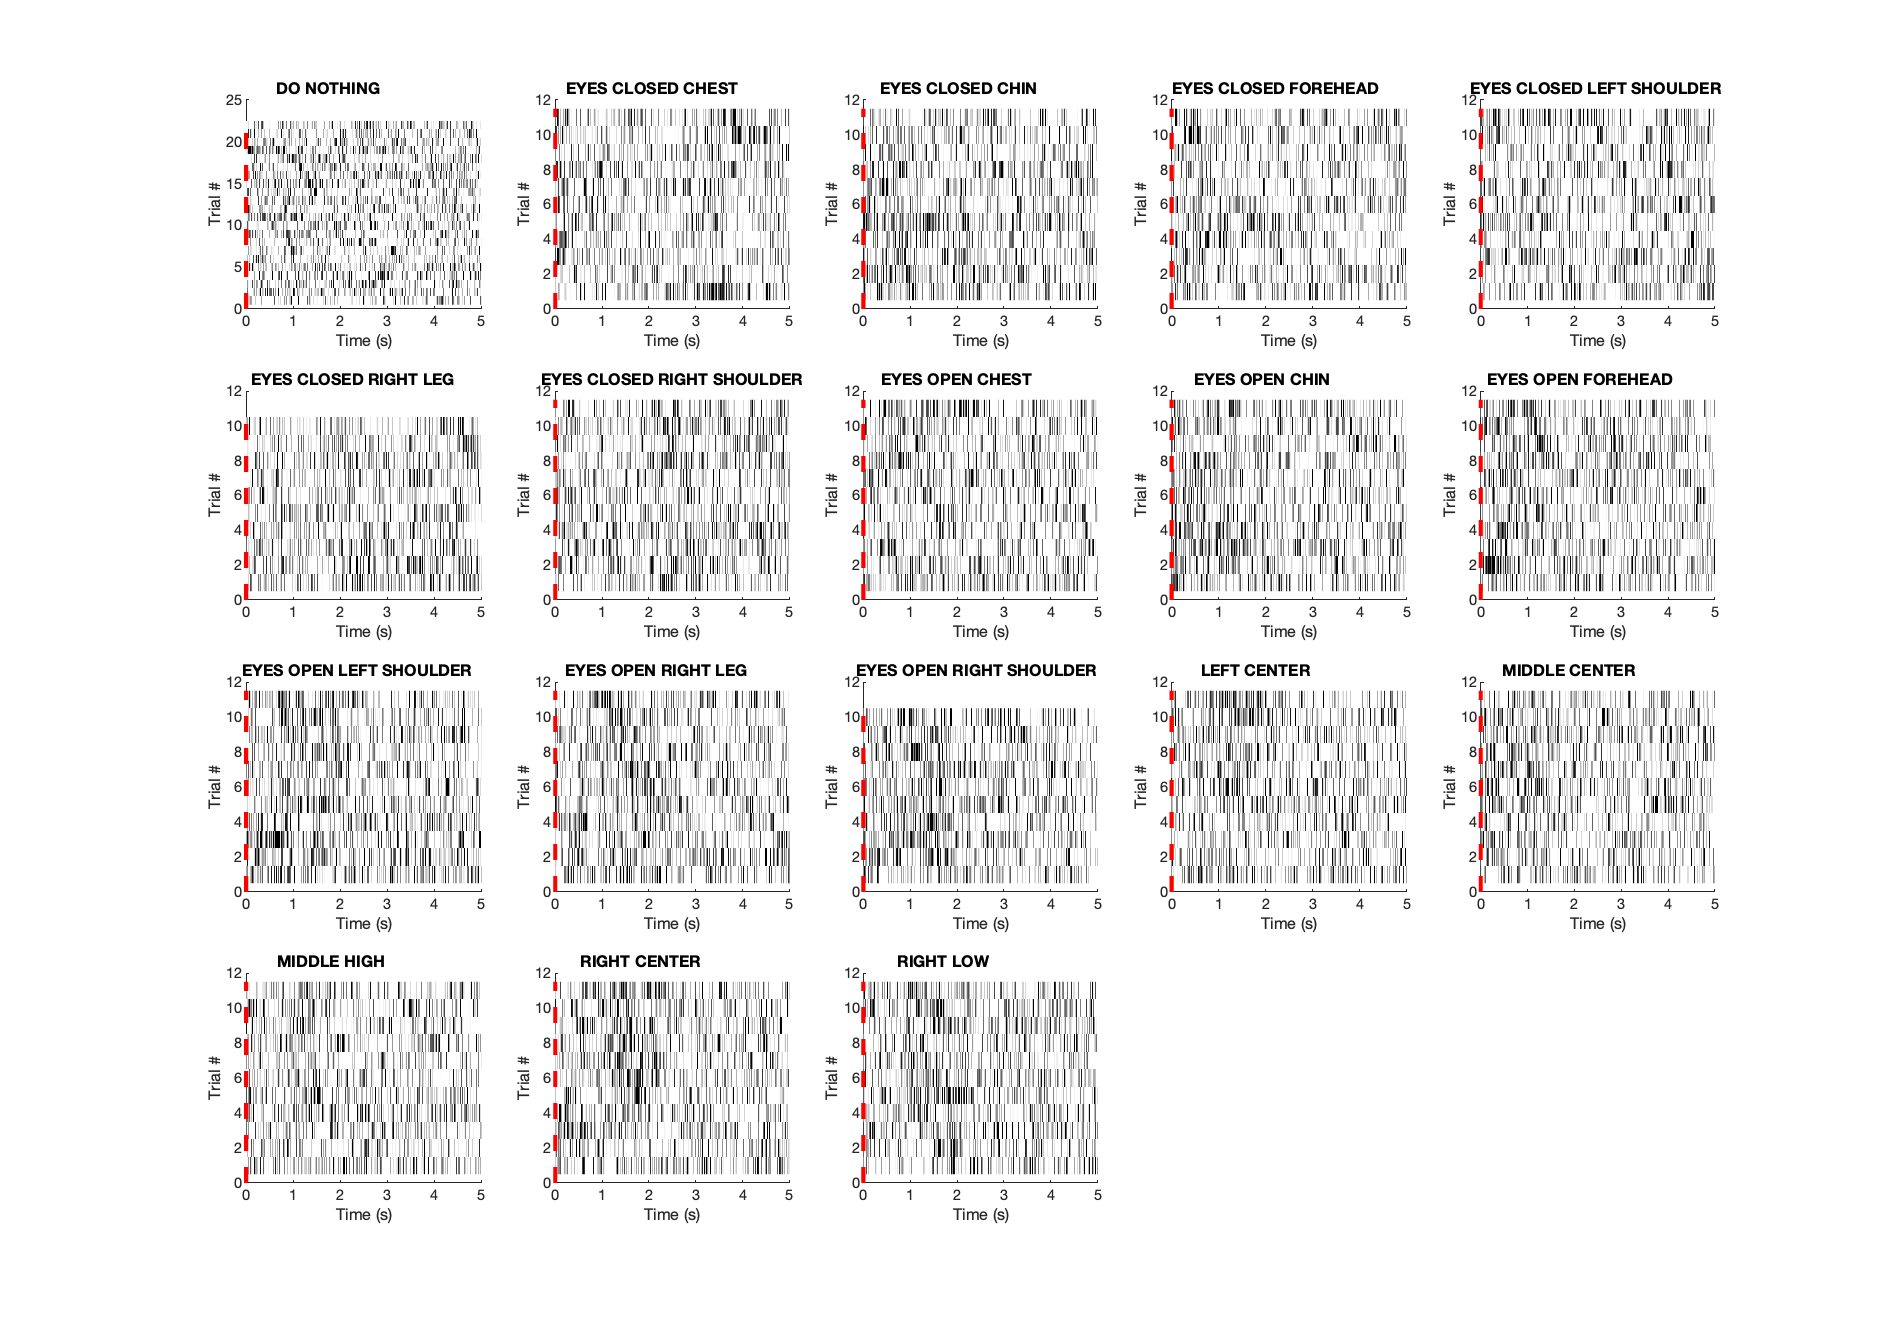 DO NOTHING
25
20
15
10
5
0
Trial #
0 1 2 3 4 5
Time (s)
EYES CLOSED CHEST
12
10
8
6
4
2
0
Trial #
0 1 2 3 4 5
Time (s)
EYES CLOSED CHIN
12
10
8
6
4
2
0
Trial #
0 1 2 3 4 5
Time (s)
EYES CLOSED FOREHEAD
12
10
8
6
4
2
0
Trial #
0 1 2 3 4 5
Time (s)
EYES CLOSED LEFT SHOULDER
12
10
8
6
4
2
0
Trial #
0 1 2 3 4 5
Time (s)
EYES CLOSED RIGHT LEG
12
10
8
6
4
2
0
Trial #
0 1 2 3 4 5
Time (s)
EYES CLOSED RIGHT SHOULDER
12
10
8
6
4
2
0
Trial #
0 1 2 3 4 5
Time (s)
EYES OPEN CHEST
12
10
8
6
4
2
0
Trial #
0 1 2 3 4 5
Time (s)
EYES OPEN CHIN
12
10
8
6
4
2
0
Trial #
0 1 2 3 4 5
Time (s)
EYES OPEN FOREHEAD
12
10
8
6
4
2
0
Trial #
0 1 2 3 4 5
Time (s)
EYES OPEN LEFT SHOULDER
12
10
8
6
4
2
0
Trial #
0 1 2 3 4 5
Time (s)
EYES OPEN RIGHT LEG
12
10
8
6
4
2
0
Trial #
0 1 2 3 4 5
Time (s)
EYES OPEN RIGHT SHOULDER
12
10
8
6
4
2
0
Trial #
0 1 2 3 4 5
Time (s)
LEFT CENTER
12
10
8
6
4
2
0
Trial #
0 1 2 3 4 5
Time (s)
MIDDLE CENTER
12
10
8
6
4
2
0
Trial #
0 1 2 3 4 5
Time (s)
MIDDLE HIGH
12
10
8
6
4
2
0
Trial #
0 1 2 3 4 5
Time (s)
RIGHT CENTER
12
10
8
6
4
2
0
Trial #
0 1 2 3 4 5
Time (s)
RIGHT LOW
12
10
8
6
4
2
0
Trial #
0 1 2 3 4 5
Time (s)